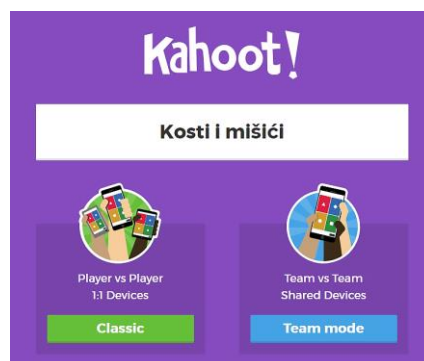 Kahoot!
Kosti i mišići
Player vs Player
1:1 Devices
Classic
Team vs Team
Shared Devices
Team mode